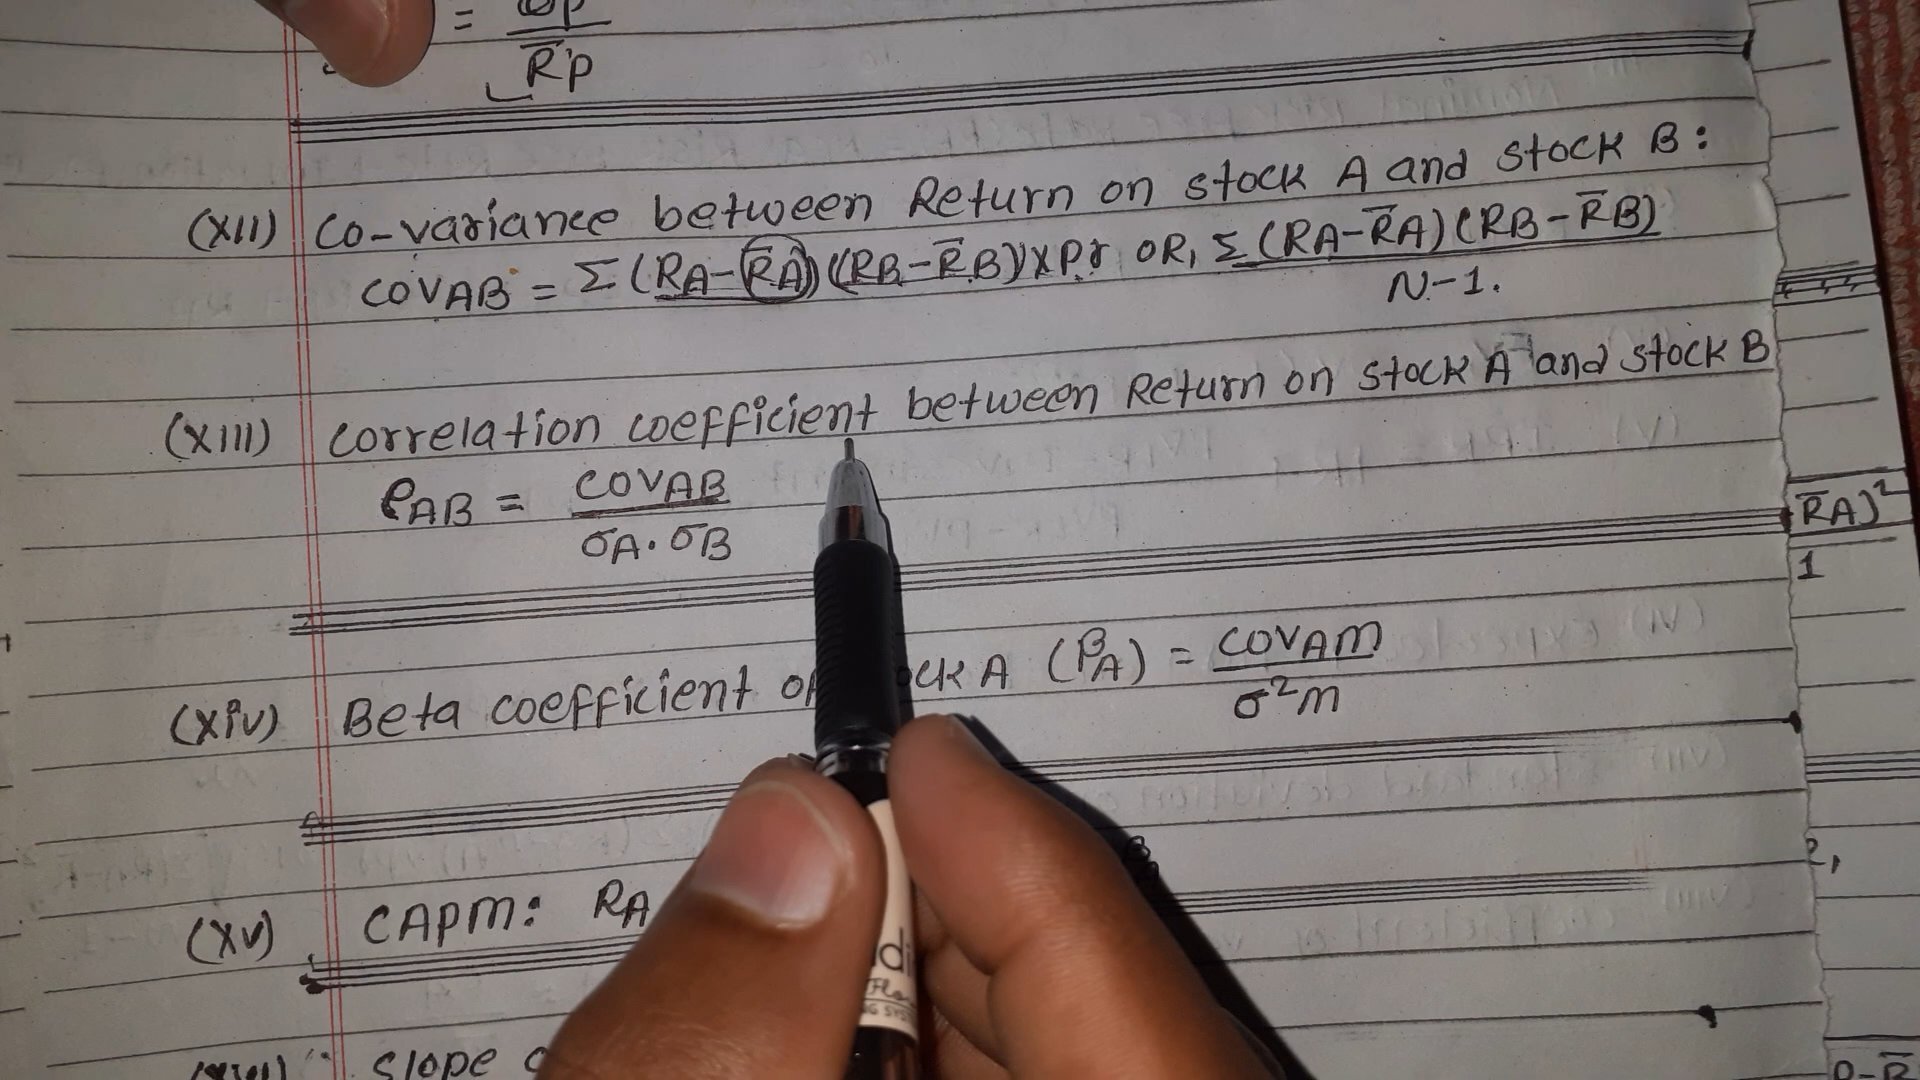 = σp
R̅p
(XII) CO-variance between Return on stock A and stock B:
COVAB = Σ (RA-R̅A) (RB-R̅B) X Pr OR, Σ (RA-R̅A) (RB-R̅B)
N-1.
(XIII) correlation coefficient between Return on stock A and stock B
ρAB = COVAB
σA. σB
R̅A)²
1
(XIV) Beta coefficient of A (βA) = COVAM
σ²m
2,
(XV) CAPM: RA
slope